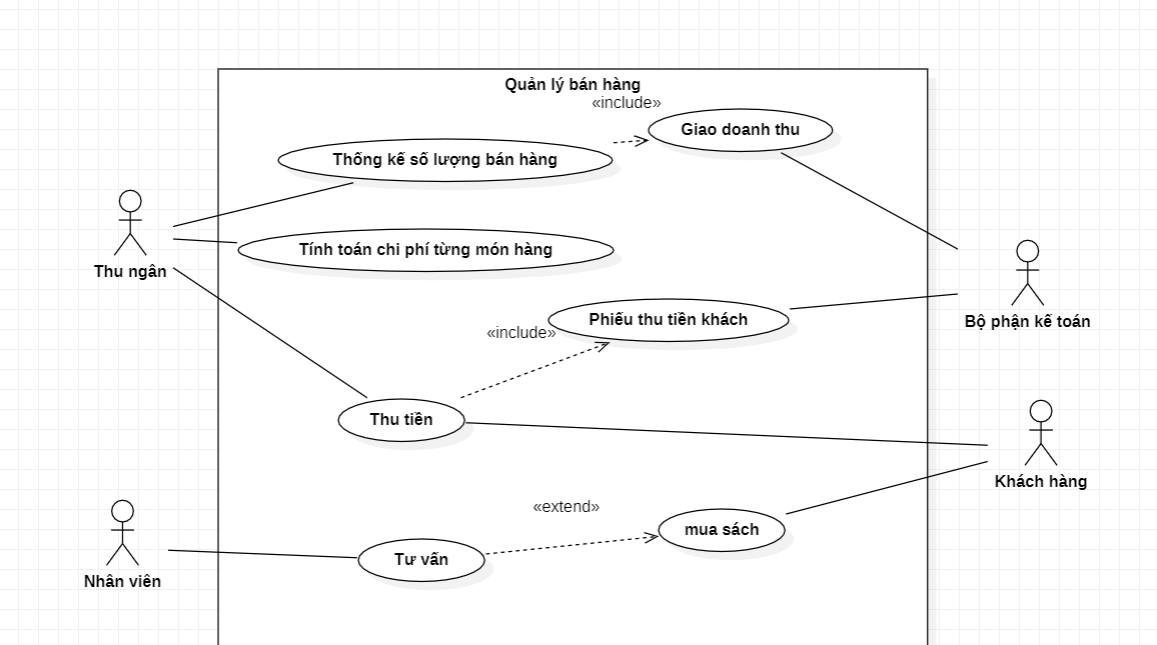 Quản lý bán hàng
«include»
Giao doanh thu
Thống kế số lượng bán hàng
Thu ngân
Tính toán chi phí từng món hàng
Phiếu thu tiền khách
Bộ phận kế toán
«include»
Thu tiền
Khách hàng
«extend»
mua sách
Tư vấn
Nhân viên